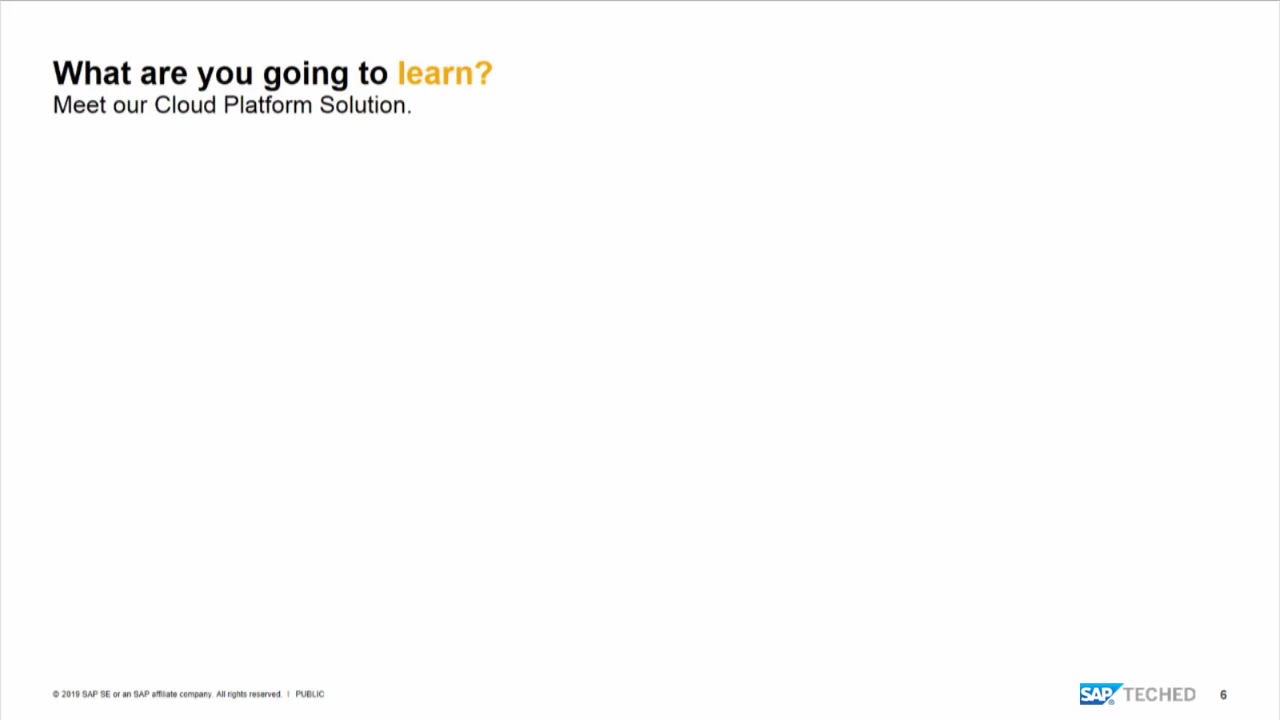 What are you going to learn?
Meet our Cloud Platform Solution.
© 2019 SAP SE or an SAP affiliate company. All rights reserved. | PUBLIC
SAP® TECHED 6